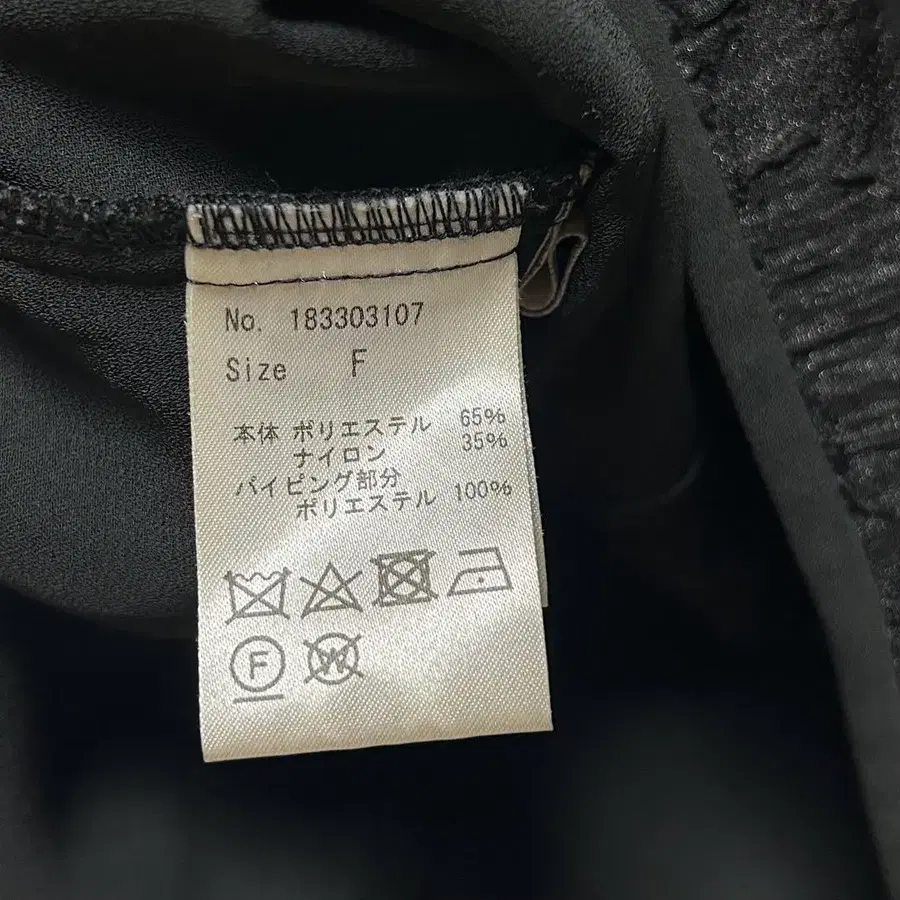 No. 183303107
Size F
本体 ポリエステル 65%
ナイロン 35%
パイピング部分
ポリエステル 100%
F W